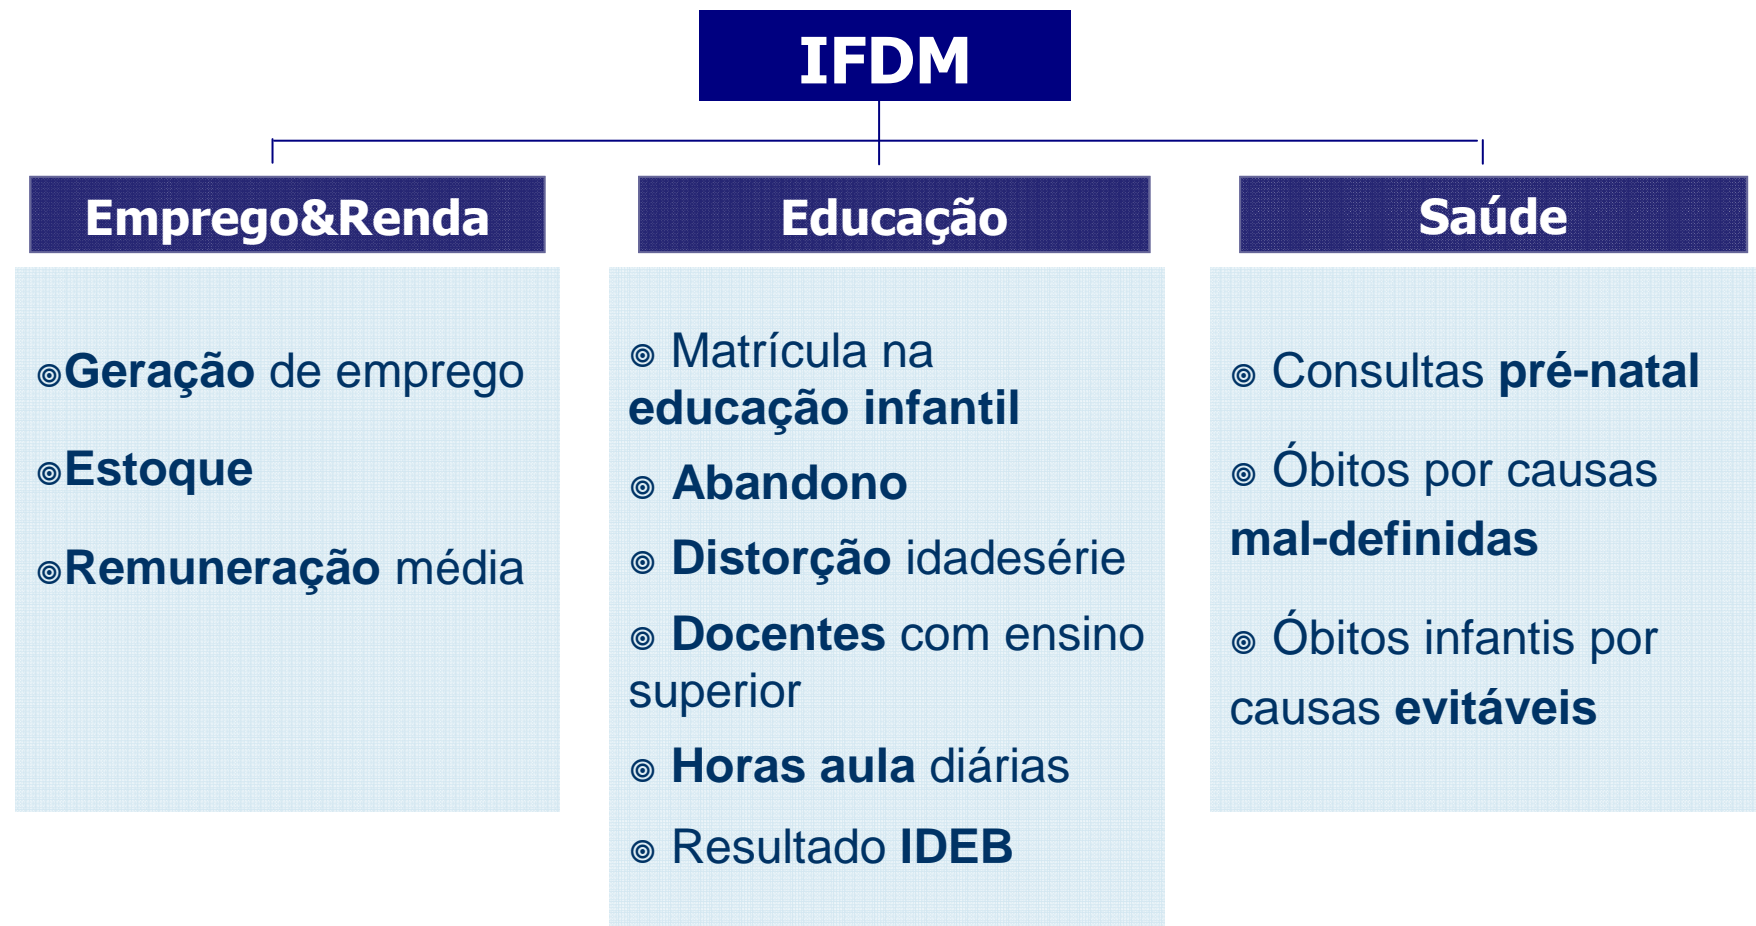 IFDM
Emprego&Renda
Geração de emprego
Estoque
Remuneração média
Educação
Matrícula na
educação infantil
Abandono
Distorção idadesérie
Docentes com ensino
superior
Horas aula diárias
Resultado IDEB
Saúde
Consultas pré-natal
Óbitos por causas
mal-definidas
Óbitos infantis por
causas evitáveis